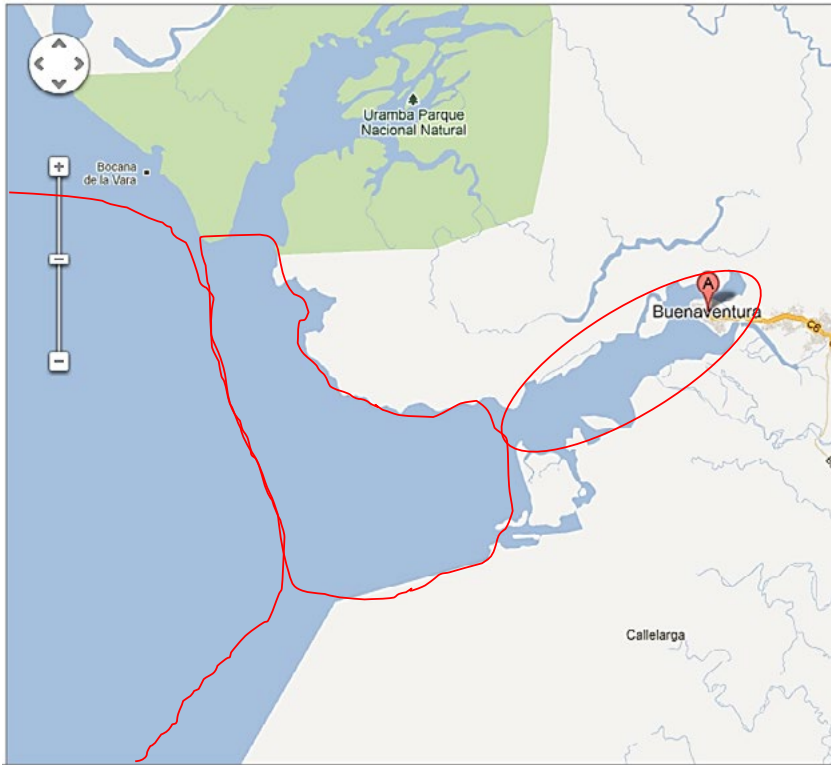 Uramba Parque
Nacional Natural
Bocana
de la Vara
A
Buenaventura
Callelarga